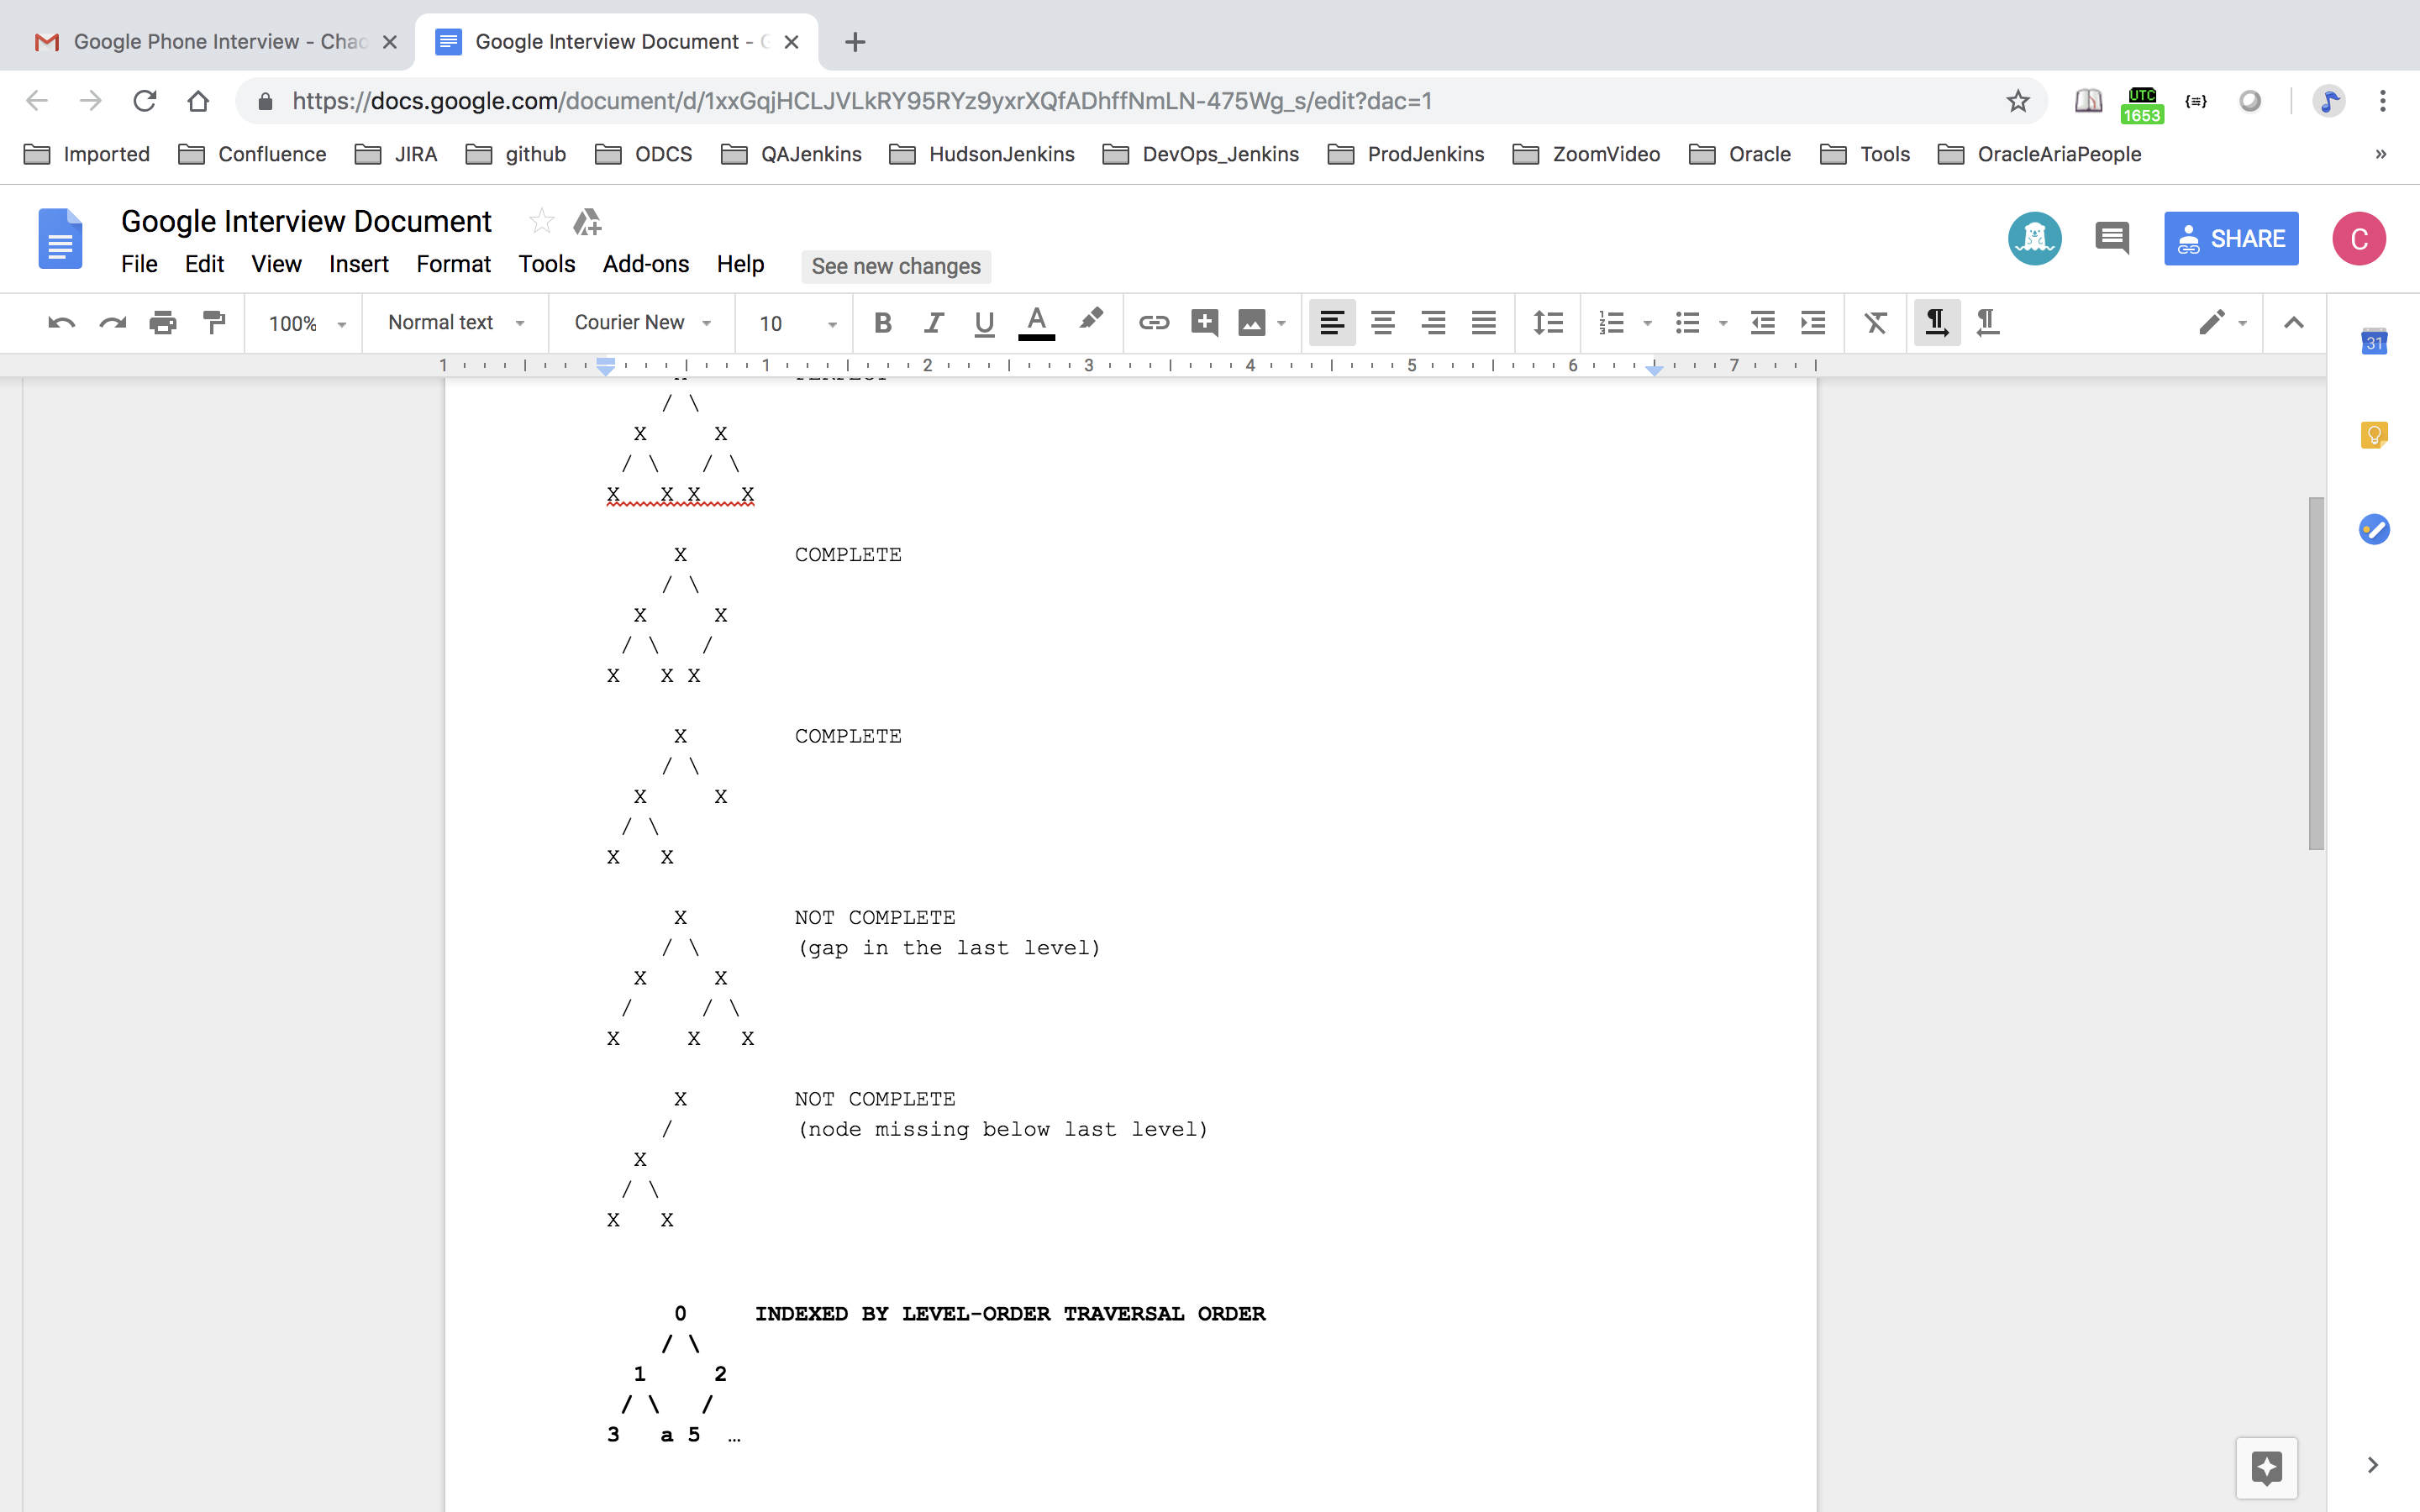 Google Phone Interview - Chao
Google Interview Document -
https://docs.google.com/document/d/1xxGqjHCLJVLkRY95RYz9yxrXQfADhffNmLN-475Wg_s/edit?dac=1
UTC
1653
Imported Confluence JIRA github ODCS QAJenkins HudsonJenkins DevOps_Jenkins ProdJenkins ZoomVideo Oracle Tools OracleAriaPeople »
Google Interview Document
File Edit View Insert Format Tools Add-ons Help See new changes
SHARE
C
100% Normal text Courier New 10 B I U A
31
1 1 2 3 4 5 6 7
/ \
X X
/ \ / \
X X X X
X COMPLETE
/ \
X X
/ \ /
X X X
X COMPLETE
/ \
X X
/ \
X X
X NOT COMPLETE
/ \ (gap in the last level)
X X
/ / \
X X X
X NOT COMPLETE
/ (node missing below last level)
X
/ \
X X
0 INDEXED BY LEVEL-ORDER TRAVERSAL ORDER
/ \
1 2
/ \ /
3 a 5 …